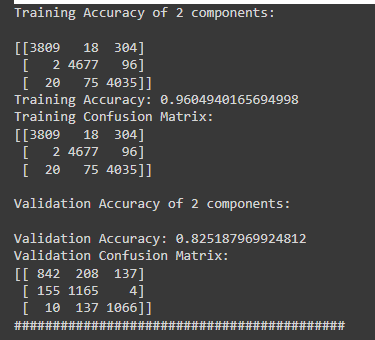 Training Accuracy of 2 components:
[[3809 18 304]
[ 2 4677 96]
[ 20 75 4035]]
Training Accuracy: 0.9604940165694998
Training Confusion Matrix:
[[3809 18 304]
[ 2 4677 96]
[ 20 75 4035]]
Validation Accuracy of 2 components:
Validation Accuracy: 0.825187969924812
Validation Confusion Matrix:
[[ 842 208 137]
[ 155 1165 4]
[ 10 137 1066]]
###########################################